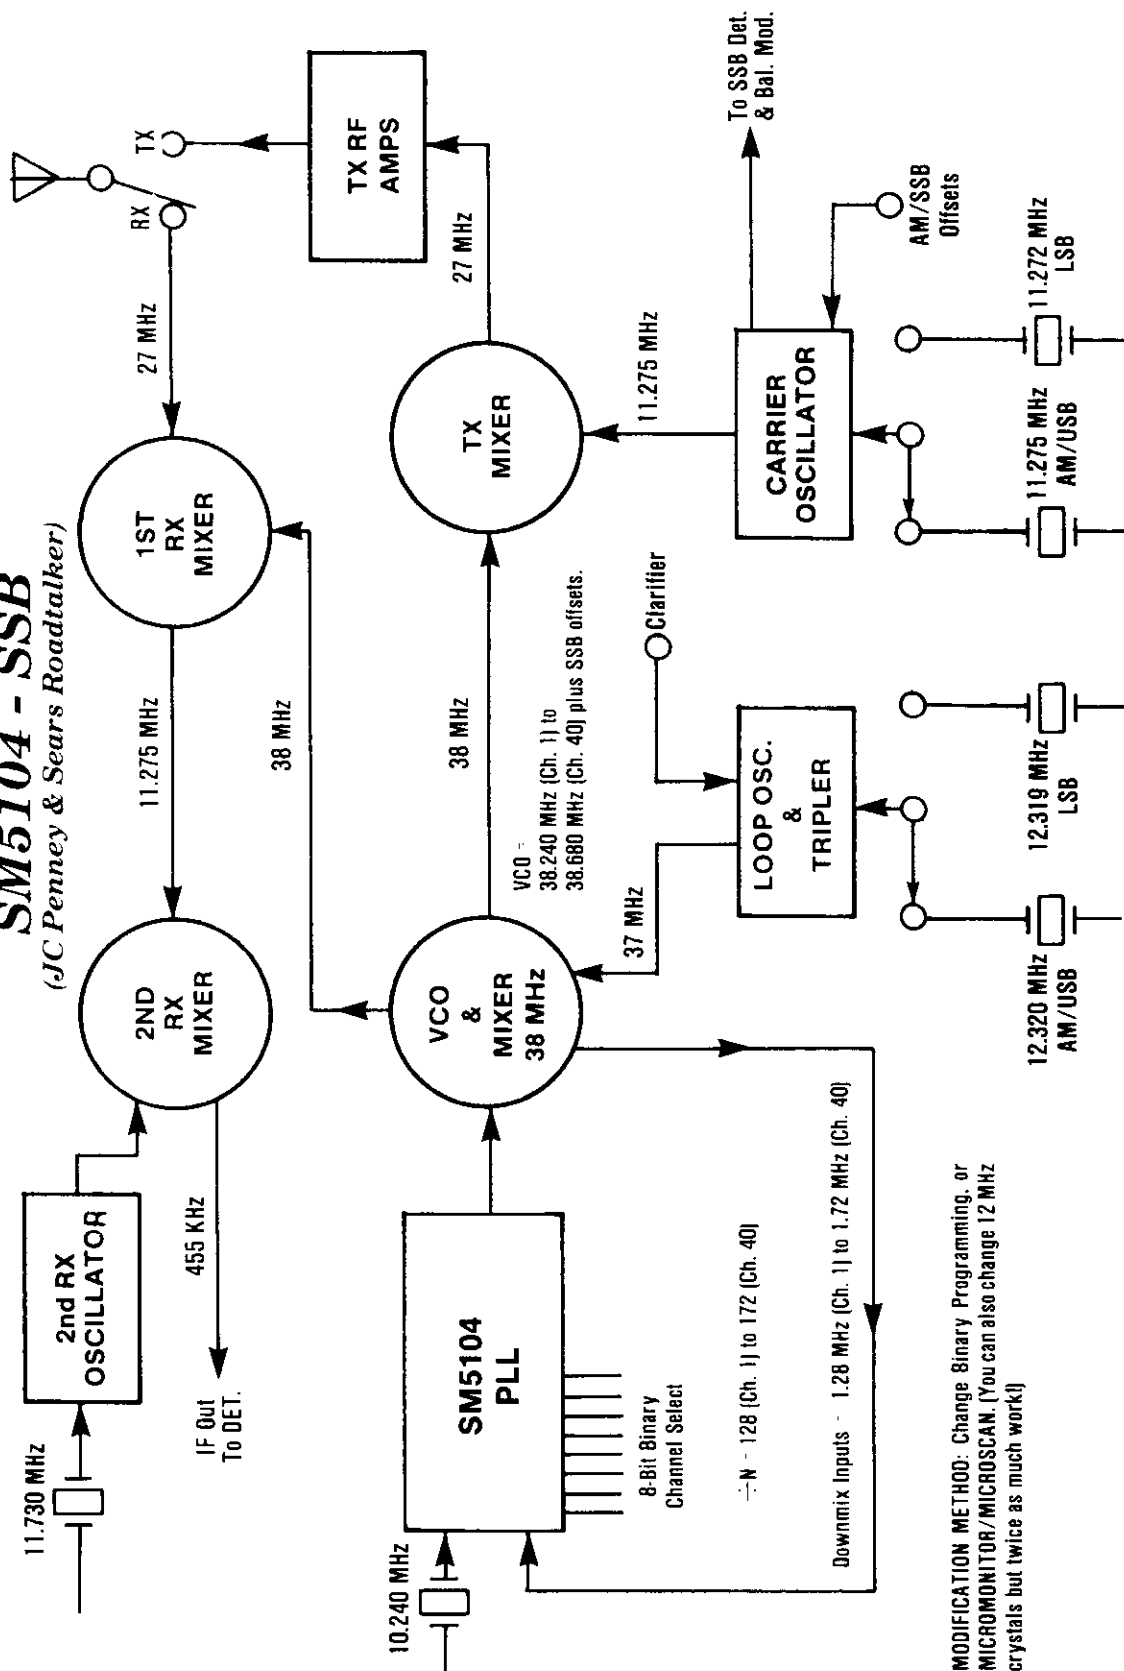 SM5104 - SSB
(JC Penney & Sears Roadtalker)
11.730 MHz
2nd RX
OSCILLATOR
455 KHz
IF Out
To DET.
2ND
RX
MIXER
11.275 MHz
1ST
RX
MIXER
27 MHz
RX
TX
38 MHz
10.240 MHz
SM5104
PLL
8-Bit Binary
Channel Select
VCO
&
MIXER
38 MHz
38 MHz
TX
MIXER
27 MHz
TX RF
AMPS
VCO -
38.240 MHz (Ch. 1) to
38.680 MHz (Ch. 40) plus SSB offsets.
37 MHz
Clarifier
11.275 MHz
To SSB Det.
& Bal. Mod.
÷N - 128 (Ch. 1) to 172 (Ch. 40)
Downmix Inputs - 1.28 MHz (Ch. 1) to 1.72 MHz (Ch. 40)
LOOP OSC.
&
TRIPLER
CARRIER
OSCILLATOR
AM/SSB
Offsets
12.320 MHz
AM/USB
12.319 MHz
LSB
11.275 MHz
AM/USB
11.272 MHz
LSB
MODIFICATION METHOD: Change Binary Programming, or
MICROMONITOR/MICROSCAN. (You can also change 12 MHz
crystals but twice as much work!)